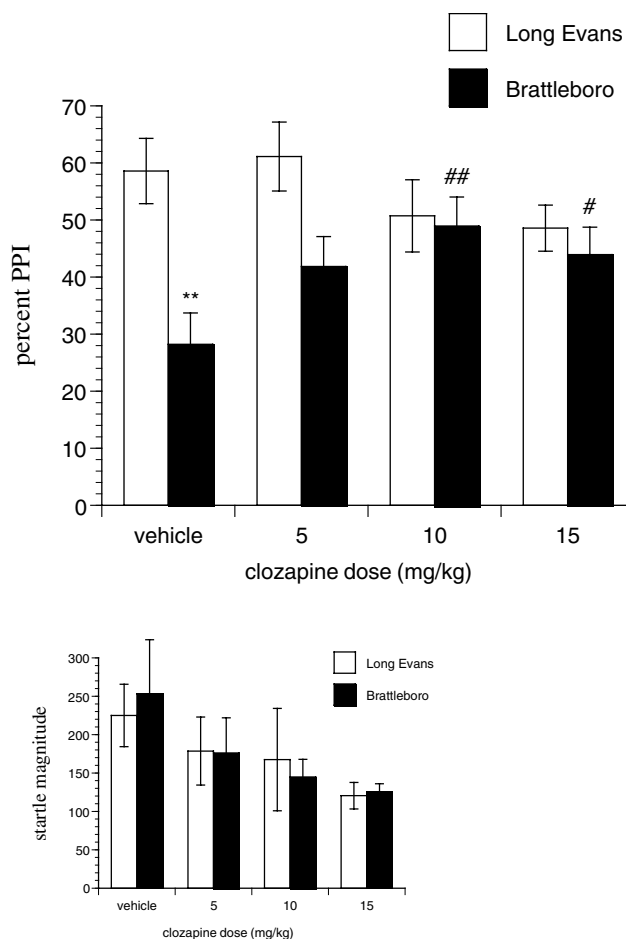 Long Evans
Brattleboro
percent PPI
70
60
50
40
30
20
10
0
**
##
#
vehicle 5 10 15
clozapine dose (mg/kg)
startle magnitude
300
250
200
150
100
50
0
Long Evans
Brattleboro
vehicle 5 10 15
clozapine dose (mg/kg)